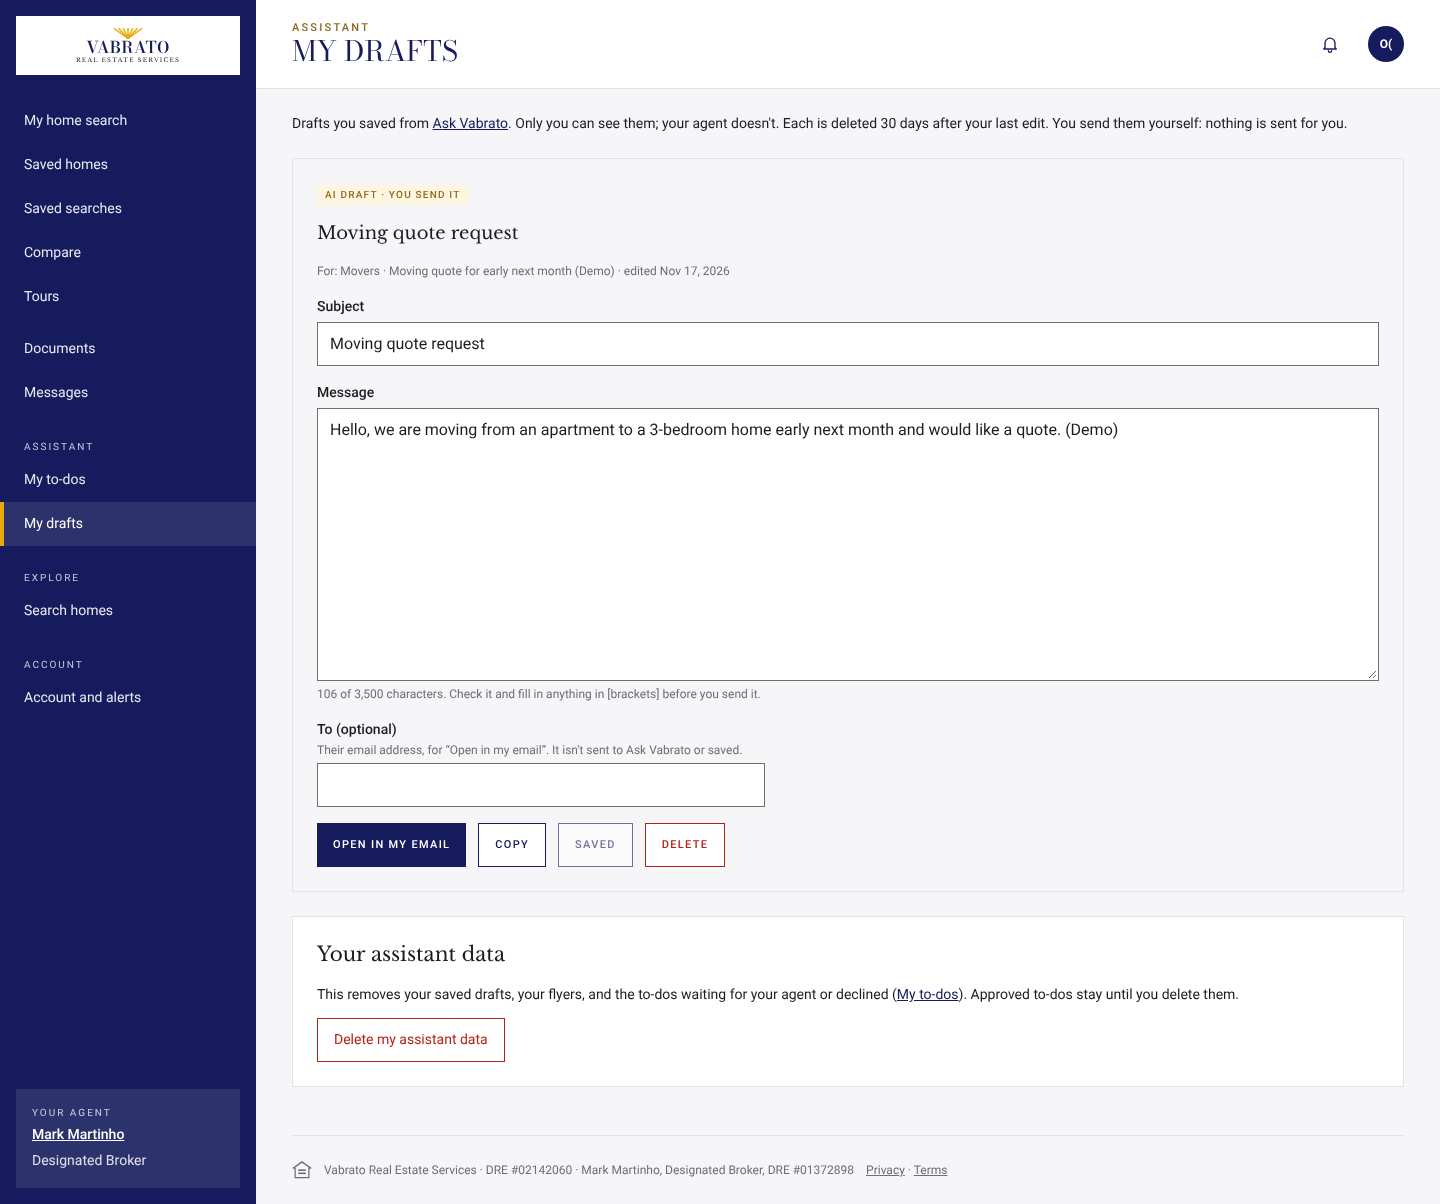 VABRATO
REAL ESTATE SERVICES
My home search
Saved homes
Saved searches
Compare
Tours
Documents
Messages
ASSISTANT
My to-dos
My drafts
EXPLORE
Search homes
ACCOUNT
Account and alerts
YOUR AGENT
Mark Martinho
Designated Broker
ASSISTANT
MY DRAFTS
O(
Drafts you saved from Ask Vabrato. Only you can see them; your agent doesn't. Each is deleted 30 days after your last edit. You send them yourself: nothing is sent for you.
AI DRAFT · YOU SEND IT
Moving quote request
For: Movers · Moving quote for early next month (Demo) · edited Nov 17, 2026
Subject
Moving quote request
Message
Hello, we are moving from an apartment to a 3-bedroom home early next month and would like a quote. (Demo)
106 of 3,500 characters. Check it and fill in anything in [brackets] before you send it.
To (optional)
Their email address, for “Open in my email”. It isn't sent to Ask Vabrato or saved.
OPEN IN MY EMAIL
COPY
SAVED
DELETE
Your assistant data
This removes your saved drafts, your flyers, and the to-dos waiting for your agent or declined (My to-dos). Approved to-dos stay until you delete them.
Delete my assistant data
Vabrato Real Estate Services · DRE #02142060 · Mark Martinho, Designated Broker, DRE #01372898 Privacy · Terms